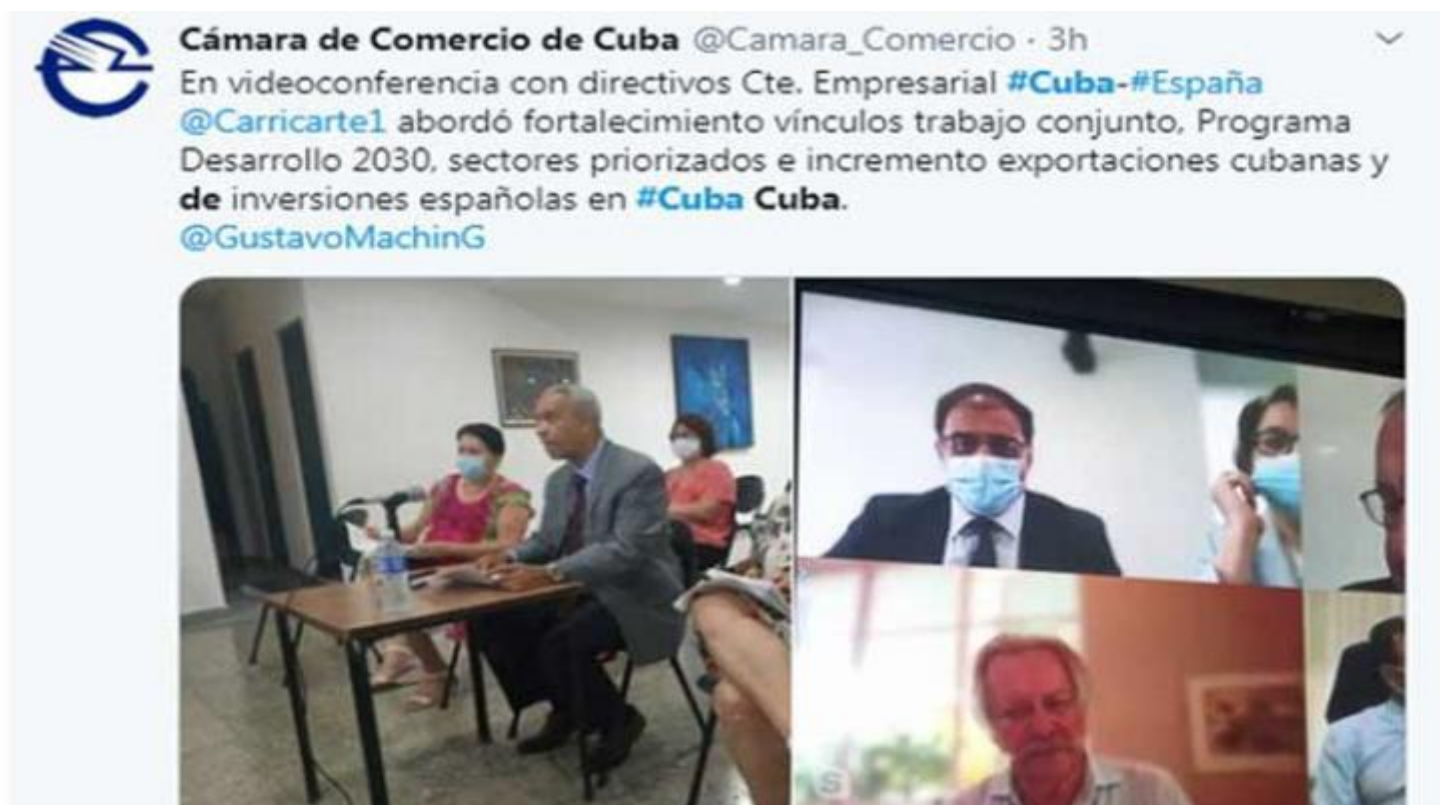 Cámara de Comercio de Cuba @Camara_Comercio · 3h
En videoconferencia con directivos Cte. Empresarial #Cuba-#España
@Carricarte1 abordó fortalecimiento vínculos trabajo conjunto, Programa
Desarrollo 2030, sectores priorizados e incremento exportaciones cubanas y
de inversiones españolas en #Cuba Cuba.
@GustavoMachinG
S